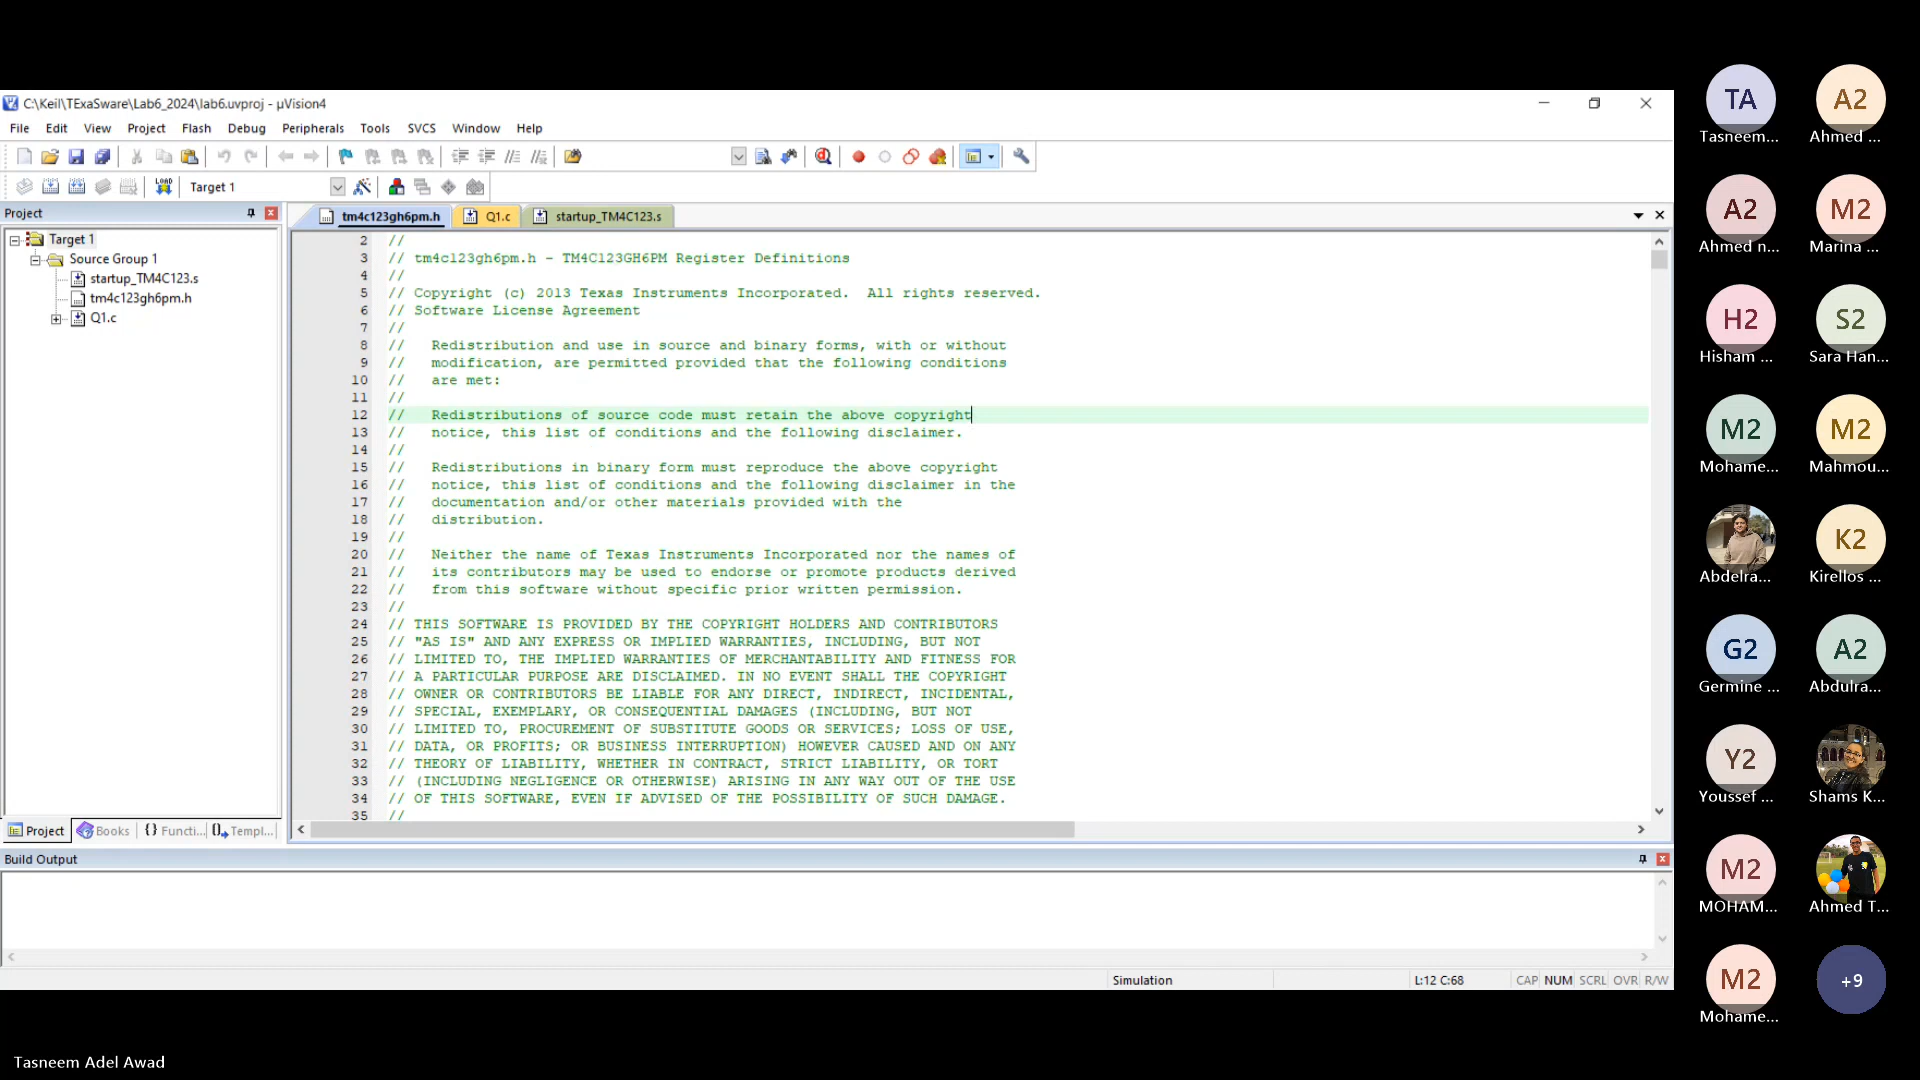 C:\Keil\TExaSware\Lab6_2024\lab6.uvproj - µVision4
File Edit View Project Flash Debug Peripherals Tools SVCS Window Help
LOAD
Target 1
Project
Target 1
Source Group 1
startup_TM4C123.s
tm4c123gh6pm.h
Q1.c
tm4c123gh6pm.h Q1.c startup_TM4C123.s
2 //
3 // tm4c123gh6pm.h - TM4C123GH6PM Register Definitions
4 //
5 // Copyright (c) 2013 Texas Instruments Incorporated.  All rights reserved.
6 // Software License Agreement
7 //
8 //   Redistribution and use in source and binary forms, with or without
9 //   modification, are permitted provided that the following conditions
10 //   are met:
11 //
12 //   Redistributions of source code must retain the above copyright
13 //   notice, this list of conditions and the following disclaimer.
14 //
15 //   Redistributions in binary form must reproduce the above copyright
16 //   notice, this list of conditions and the following disclaimer in the
17 //   documentation and/or other materials provided with the
18 //   distribution.
19 //
20 //   Neither the name of Texas Instruments Incorporated nor the names of
21 //   its contributors may be used to endorse or promote products derived
22 //   from this software without specific prior written permission.
23 //
24 // THIS SOFTWARE IS PROVIDED BY THE COPYRIGHT HOLDERS AND CONTRIBUTORS
25 // "AS IS" AND ANY EXPRESS OR IMPLIED WARRANTIES, INCLUDING, BUT NOT
26 // LIMITED TO, THE IMPLIED WARRANTIES OF MERCHANTABILITY AND FITNESS FOR
27 // A PARTICULAR PURPOSE ARE DISCLAIMED. IN NO EVENT SHALL THE COPYRIGHT
28 // OWNER OR CONTRIBUTORS BE LIABLE FOR ANY DIRECT, INDIRECT, INCIDENTAL,
29 // SPECIAL, EXEMPLARY, OR CONSEQUENTIAL DAMAGES (INCLUDING, BUT NOT
30 // LIMITED TO, PROCUREMENT OF SUBSTITUTE GOODS OR SERVICES; LOSS OF USE,
31 // DATA, OR PROFITS; OR BUSINESS INTERRUPTION) HOWEVER CAUSED AND ON ANY
32 // THEORY OF LIABILITY, WHETHER IN CONTRACT, STRICT LIABILITY, OR TORT
33 // (INCLUDING NEGLIGENCE OR OTHERWISE) ARISING IN ANY WAY OUT OF THE USE
34 // OF THIS SOFTWARE, EVEN IF ADVISED OF THE POSSIBILITY OF SUCH DAMAGE.
35 //
Project Books {} Functi... Templ...
Build Output
Simulation L:12 C:68 CAP NUM SCRL OVR R/W
TA A2
Tasneem... Ahmed ...
A2 M2
Ahmed n... Marina ...
H2 S2
Hisham ... Sara Han...
M2 M2
Mohame... Mahmou...
K2
Abdelra... Kirellos ...
G2 A2
Germine ... Abdulra...
Y2
Youssef ... Shams K...
M2
MOHAM... Ahmed T...
M2 +9
Mohame...
Tasneem Adel Awad